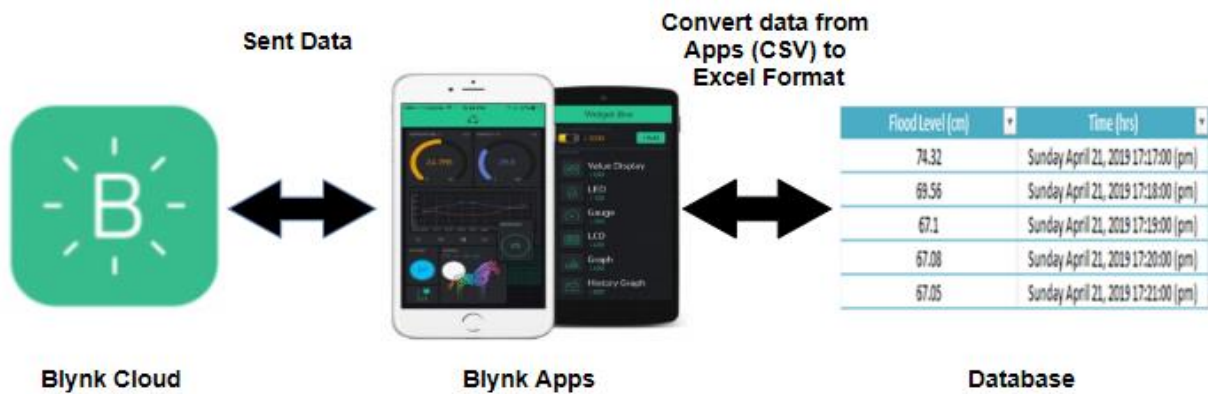 Sent Data
Convert data from
Apps (CSV) to
Excel Format
B
Widget Box
Value Display
LED
Gauge
LCD
Graph
History Graph
Flood Level (cm) Time (hrs)
74.32 Sunday April 21, 2019 17:17:00 (pm)
69.56 Sunday April 21, 2019 17:18:00 (pm)
67.1 Sunday April 21, 2019 17:19:00 (pm)
67.08 Sunday April 21, 2019 17:20:00 (pm)
67.05 Sunday April 21, 2019 17:21:00 (pm)
Blynk Cloud
Blynk Apps
Database